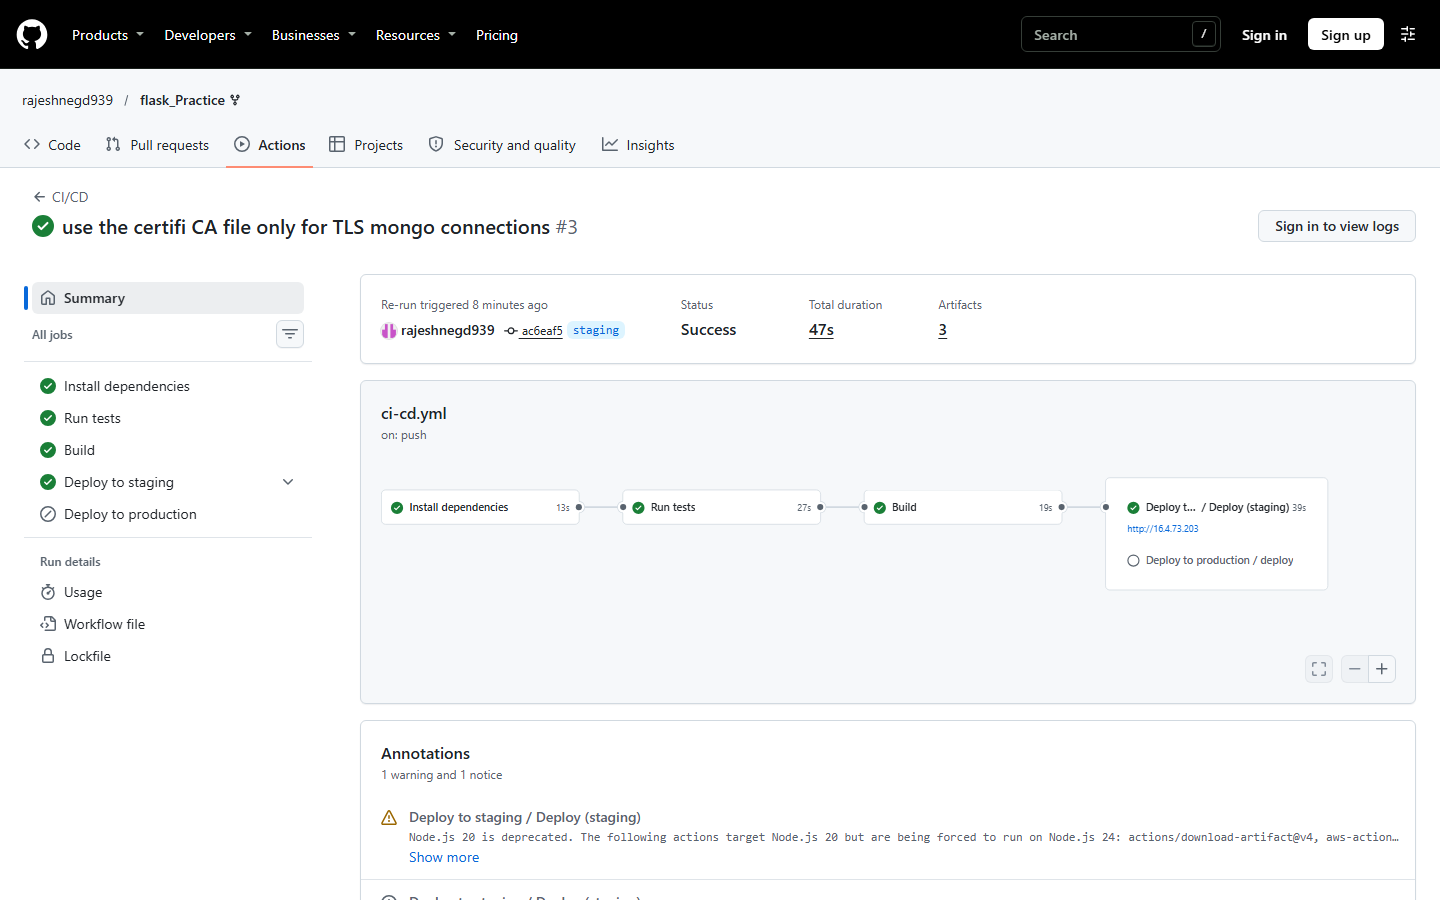 Products Developers Businesses Resources Pricing Search / Sign in Sign up
rajeshnegd939 / flask_Practice
Code Pull requests Actions Projects Security and quality Insights
CI/CD
use the certifi CA file only for TLS mongo connections #3
Sign in to view logs
Summary
All jobs
Install dependencies
Run tests
Build
Deploy to staging
Deploy to production
Run details
Usage
Workflow file
Lockfile
Re-run triggered 8 minutes ago
rajeshnegd939 ac6eaf5 staging
Status
Success
Total duration
47s
Artifacts
3
ci-cd.yml
on: push
Install dependencies 13s
Run tests 27s
Build 19s
Deploy t... / Deploy (staging) 39s
http://16.4.73.203
Deploy to production / deploy
Annotations
1 warning and 1 notice
Deploy to staging / Deploy (staging)
Node.js 20 is deprecated. The following actions target Node.js 20 but are being forced to run on Node.js 24: actions/download-artifact@v4, aws-action…
Show more